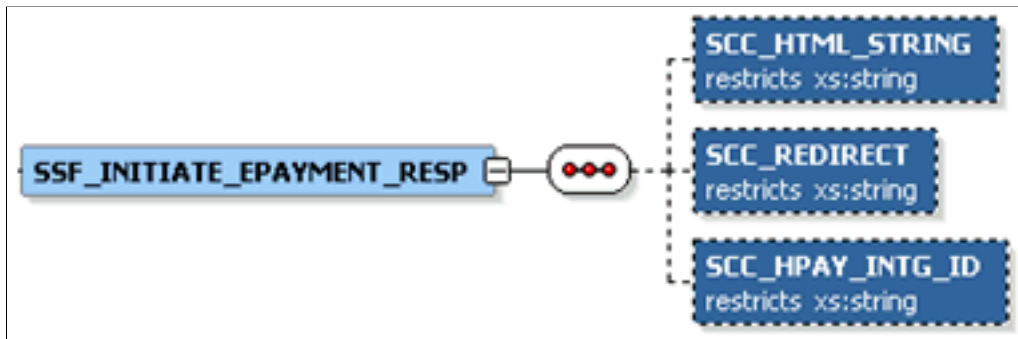 SCC_HTML_STRING
restricts xs:string
SSF_INITIATE_EPAYMENT_RESP
SCC_REDIRECT
restricts xs:string
SCC_HPAY_INTG_ID
restricts xs:string